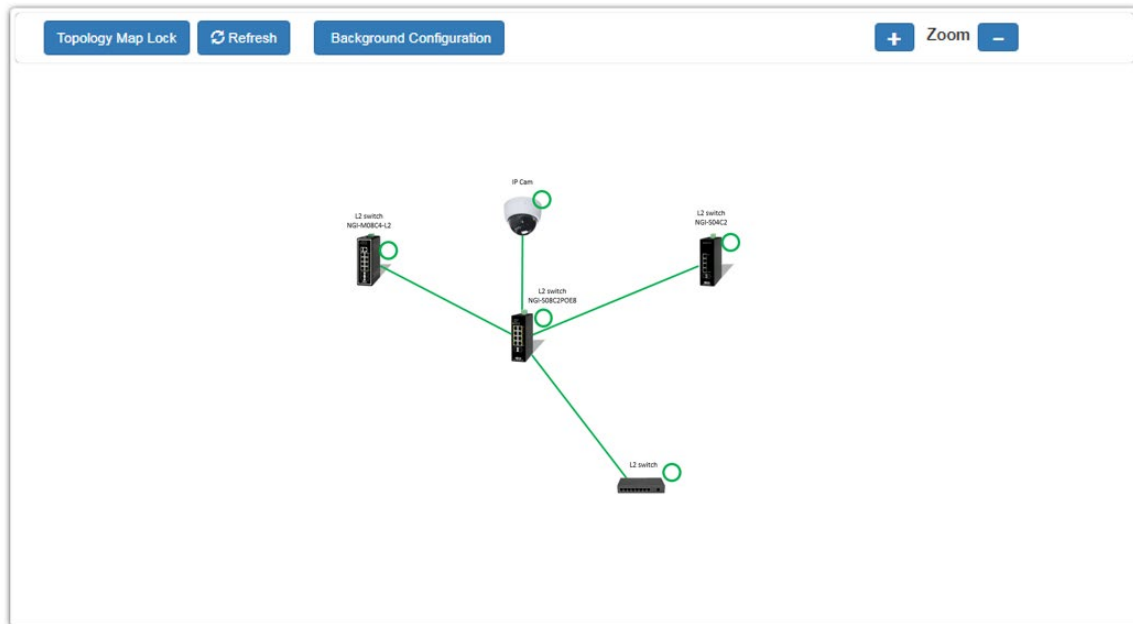 Topology Map Lock
Refresh
Background Configuration
Zoom
IP Cam
L2 switch
NGI-M08C4-L2
L2 switch
NGI-S04C2
L2 switch
NGI-S08C2POE8
L2 switch